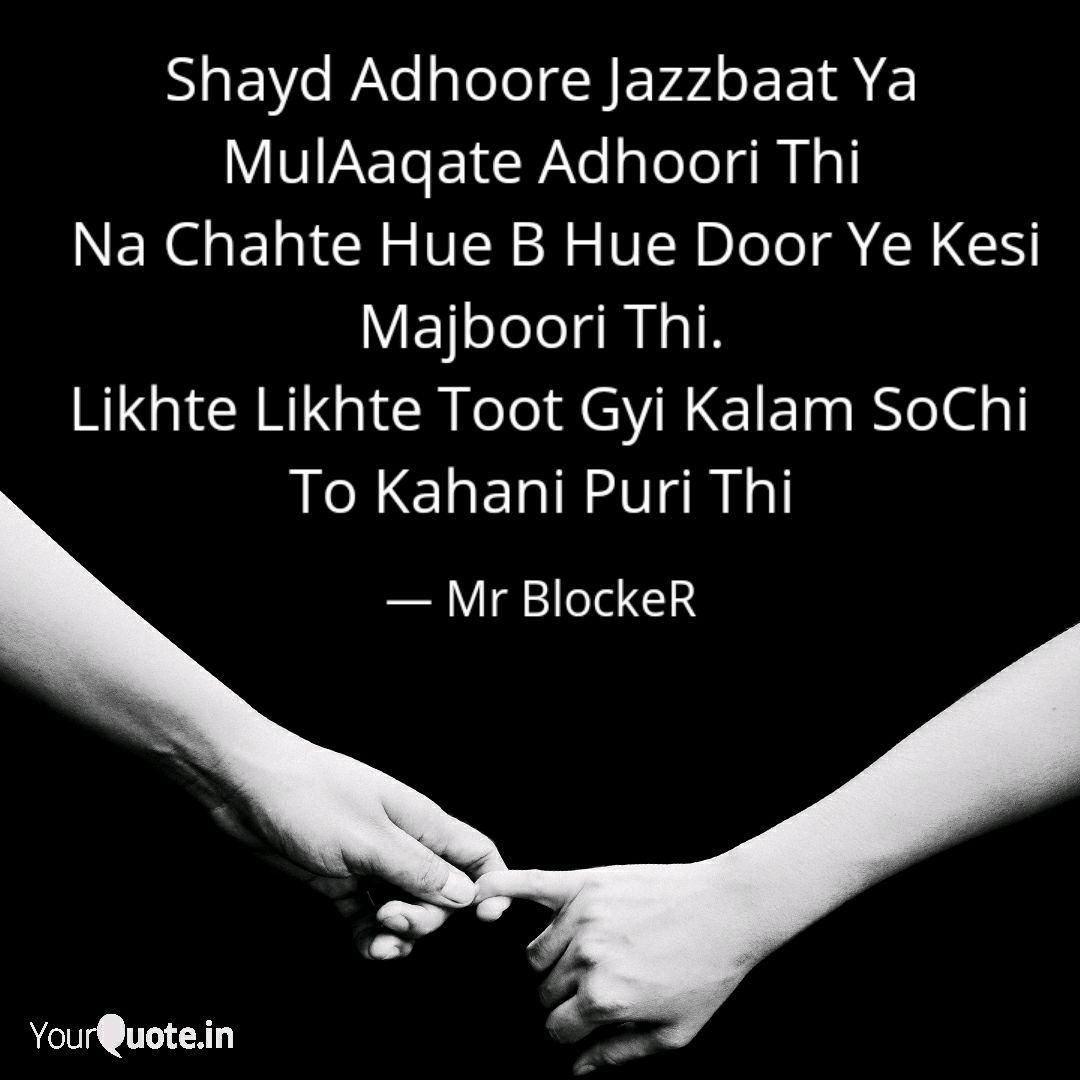 Shayd Adhoore Jazzbaat Ya
MulAaqate Adhoori Thi
Na Chahte Hue B Hue Door Ye Kesi
Majboori Thi.
Likhte Likhte Toot Gyi Kalam SoChi
To Kahani Puri Thi
— Mr BlockeR
YourQuote.in